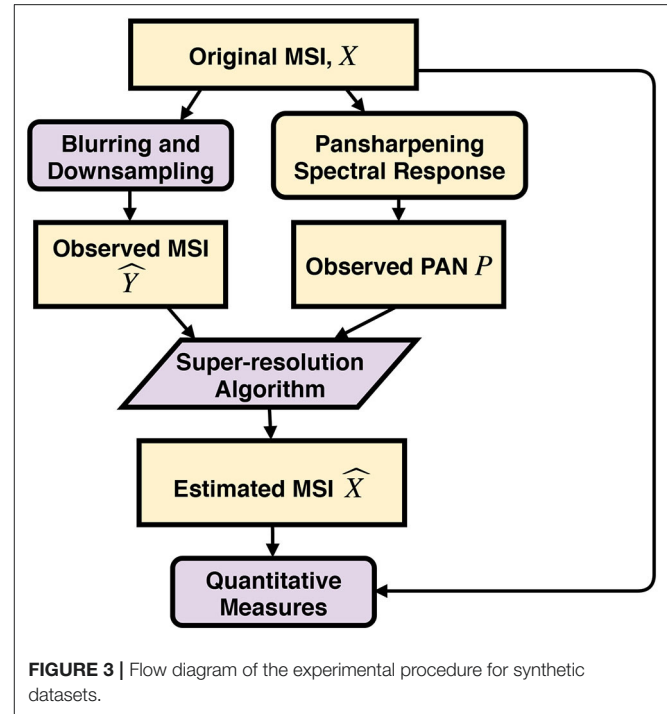 Original MSI, X
Blurring and
Downsampling
Pansharpening
Spectral Response
Observed MSI
Ŷ
Observed PAN P
Super-resolution
Algorithm
Estimated MSI X̂
Quantitative
Measures
FIGURE 3 | Flow diagram of the experimental procedure for synthetic
datasets.